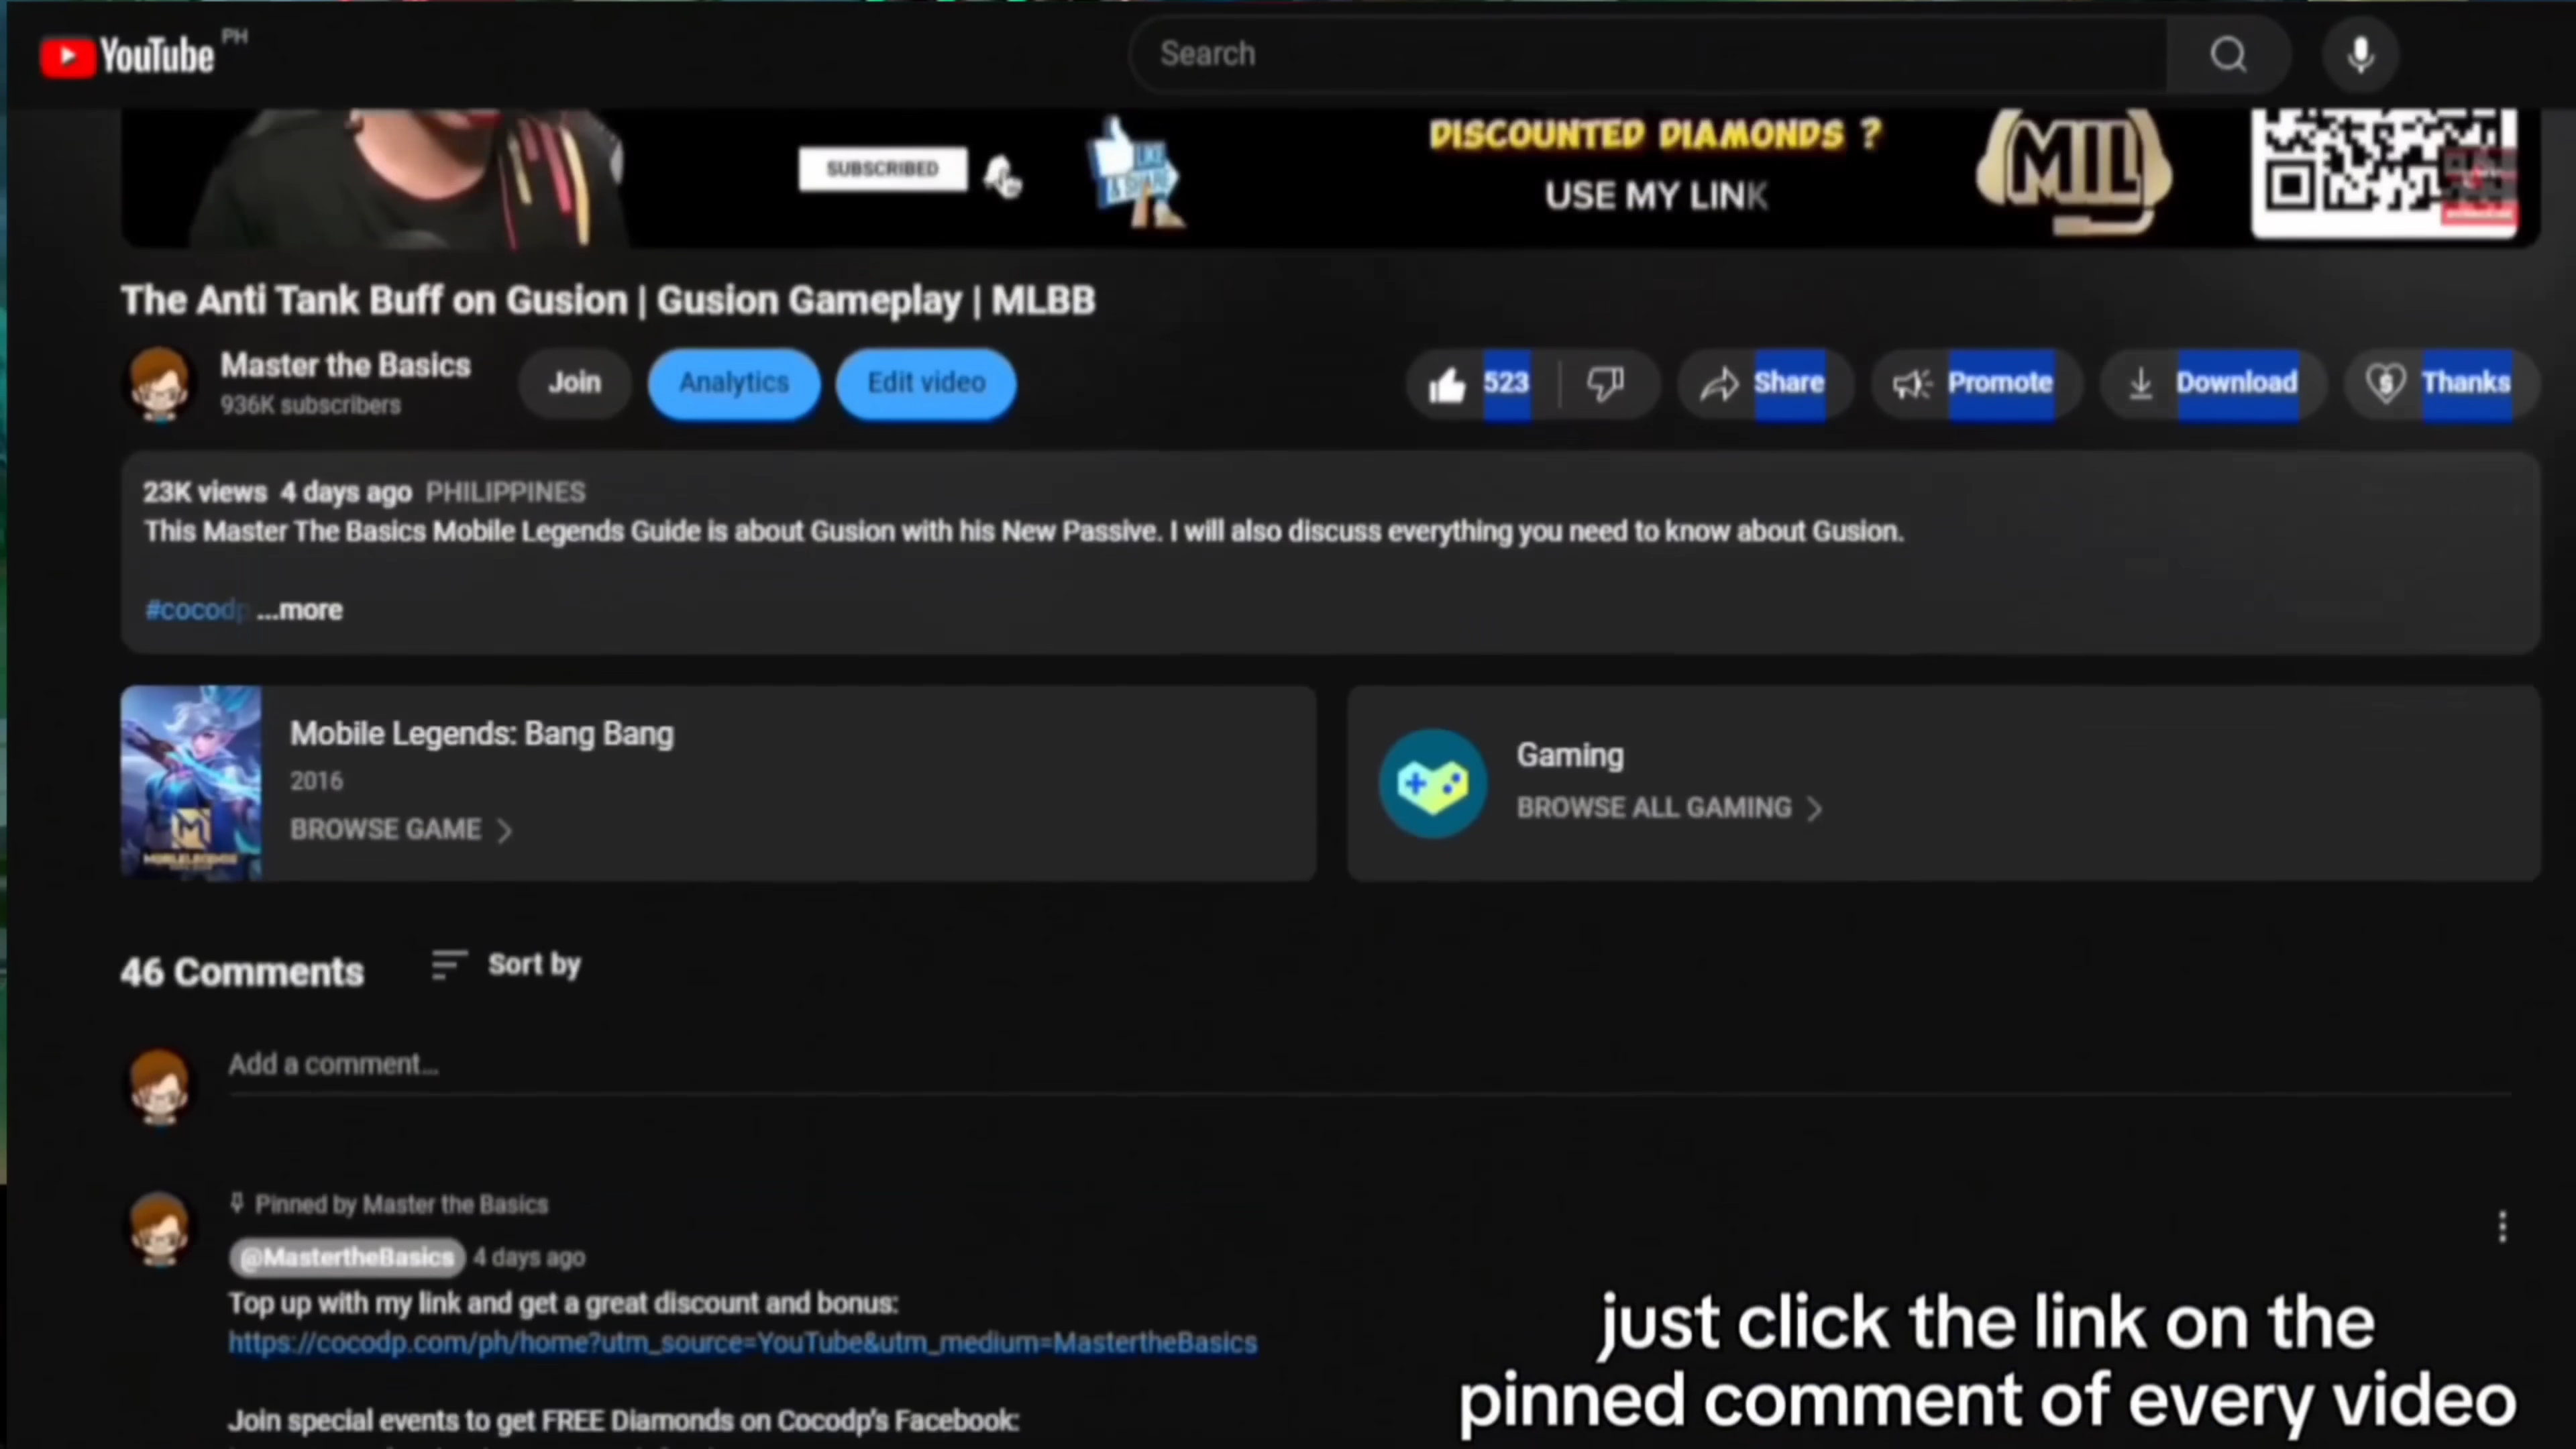 YouTube PH
Search
DISCOUNTED DIAMONDS ?
SUBSCRIBED
LIKE
& SHARE
USE MY LINK
MIL
The Anti Tank Buff on Gusion | Gusion Gameplay | MLBB
Master the Basics
936K subscribers
Join
Analytics
Edit video
523
Share
Promote
Download
Thanks
23K views 4 days ago PHILIPPINES
This Master The Basics Mobile Legends Guide is about Gusion with his New Passive. I will also discuss everything you need to know about Gusion.
#cocodp ...more
Mobile Legends: Bang Bang
2016
BROWSE GAME
MOBILE LEGENDS
Gaming
BROWSE ALL GAMING
46 Comments
Sort by
Add a comment...
Pinned by Master the Basics
@MastertheBasics 4 days ago
Top up with my link and get a great discount and bonus:
https://cocodp.com/ph/home?utm_source=YouTube&utm_medium=MastertheBasics
Join special events to get FREE Diamonds on Cocodp's Facebook:
just click the link on the
pinned comment of every video